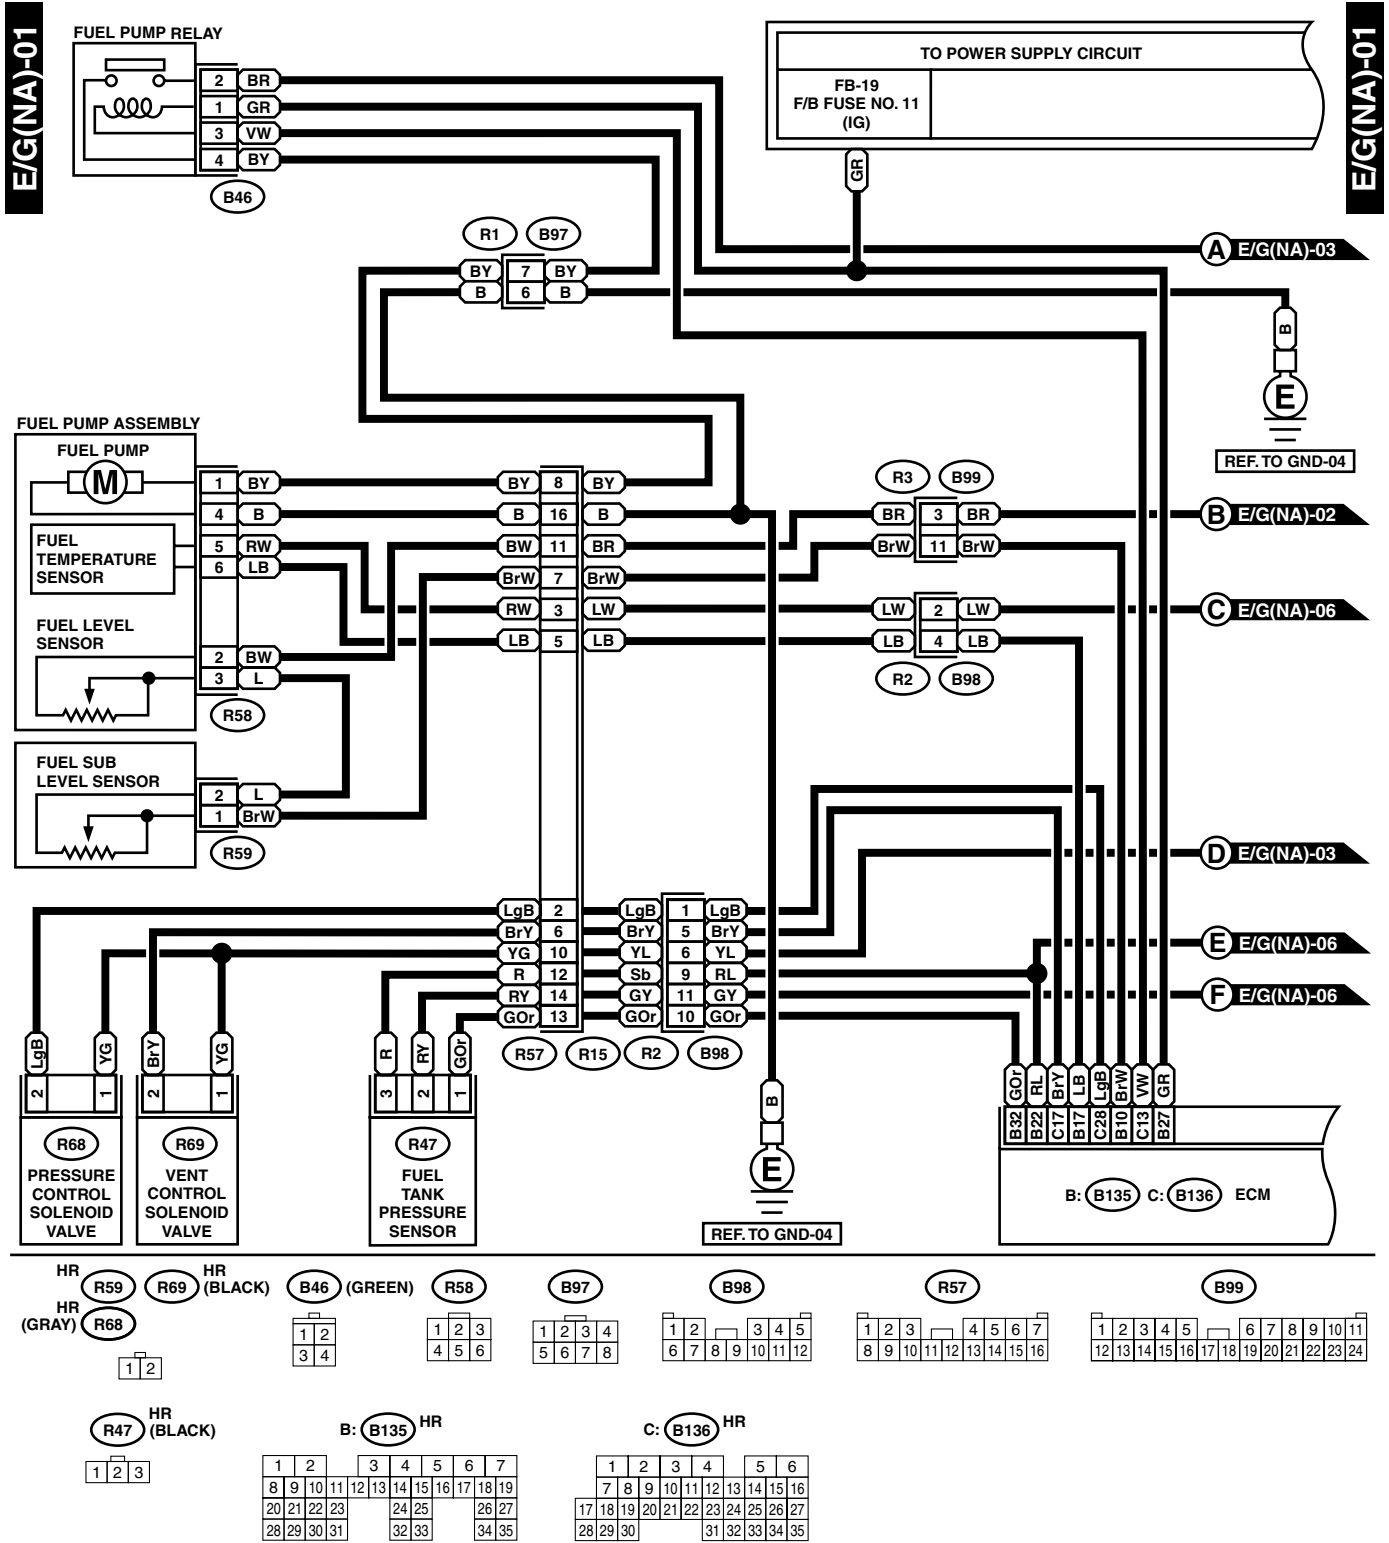 E/G(NA)-01
E/G(NA)-01
FUEL PUMP RELAY
2 BR
1 GR
3 VW
4 BY
B46
TO POWER SUPPLY CIRCUIT
FB-19
F/B FUSE NO. 11
(IG)
GR
R1 B97
BY 7 BY
B 6 B
A E/G(NA)-03
B
E
REF. TO GND-04
FUEL PUMP ASSEMBLY
FUEL PUMP
M
FUEL
TEMPERATURE
SENSOR
FUEL LEVEL
SENSOR
1 BY
4 B
5 RW
6 LB
2 BW
3 L
R58
BY 8 BY
B 16 B
BW 11 BR
BrW 7 BrW
RW 3 LW
LB 5 LB
R3 B99
BR 3 BR
BrW 11 BrW
LW 2 LW
LB 4 LB
R2 B98
B E/G(NA)-02
C E/G(NA)-06
FUEL SUB
LEVEL SENSOR
2 L
1 BrW
R59
D E/G(NA)-03
LgB 2 LgB 1 LgB
BrY 6 BrY 5 BrY
YG 10 YL 6 YL
R 12 Sb 9 RL
RY 14 GY 11 GY
GOr 13 GOr 10 GOr
R57 R15 R2 B98
E E/G(NA)-06
F E/G(NA)-06
LgB YG BrY YG R RY GOr
2 1 2 1 3 2 1
R68
PRESSURE
CONTROL
SOLENOID
VALVE
R69
VENT
CONTROL
SOLENOID
VALVE
R47
FUEL
TANK
PRESSURE
SENSOR
B
E
REF. TO GND-04
GOr RL BrY LB LgB BrW VW GR
B32 B22 C17 B17 C28 B10 C13 B27
B: B135 C: B136 ECM
HR R59
HR (GRAY) R68
1 2
R69 HR (BLACK)
B46 (GREEN)
1 2
3 4
R58
1 2 3
4 5 6
B97
1 2 3 4
5 6 7 8
B98
1 2 3 4 5
6 7 8 9 10 11 12
R57
1 2 3 4 5 6 7
8 9 10 11 12 13 14 15 16
B99
1 2 3 4 5 6 7 8 9 10 11
12 13 14 15 16 17 18 19 20 21 22 23 24
R47 HR (BLACK)
1 2 3
B: B135 HR
1 2 3 4 5 6 7
8 9 10 11 12 13 14 15 16 17 18 19
20 21 22 23 24 25 26 27
28 29 30 31 32 33 34 35
C: B136 HR
1 2 3 4 5 6
7 8 9 10 11 12 13 14 15 16
17 18 19 20 21 22 23 24 25 26 27
28 29 30 31 32 33 34 35